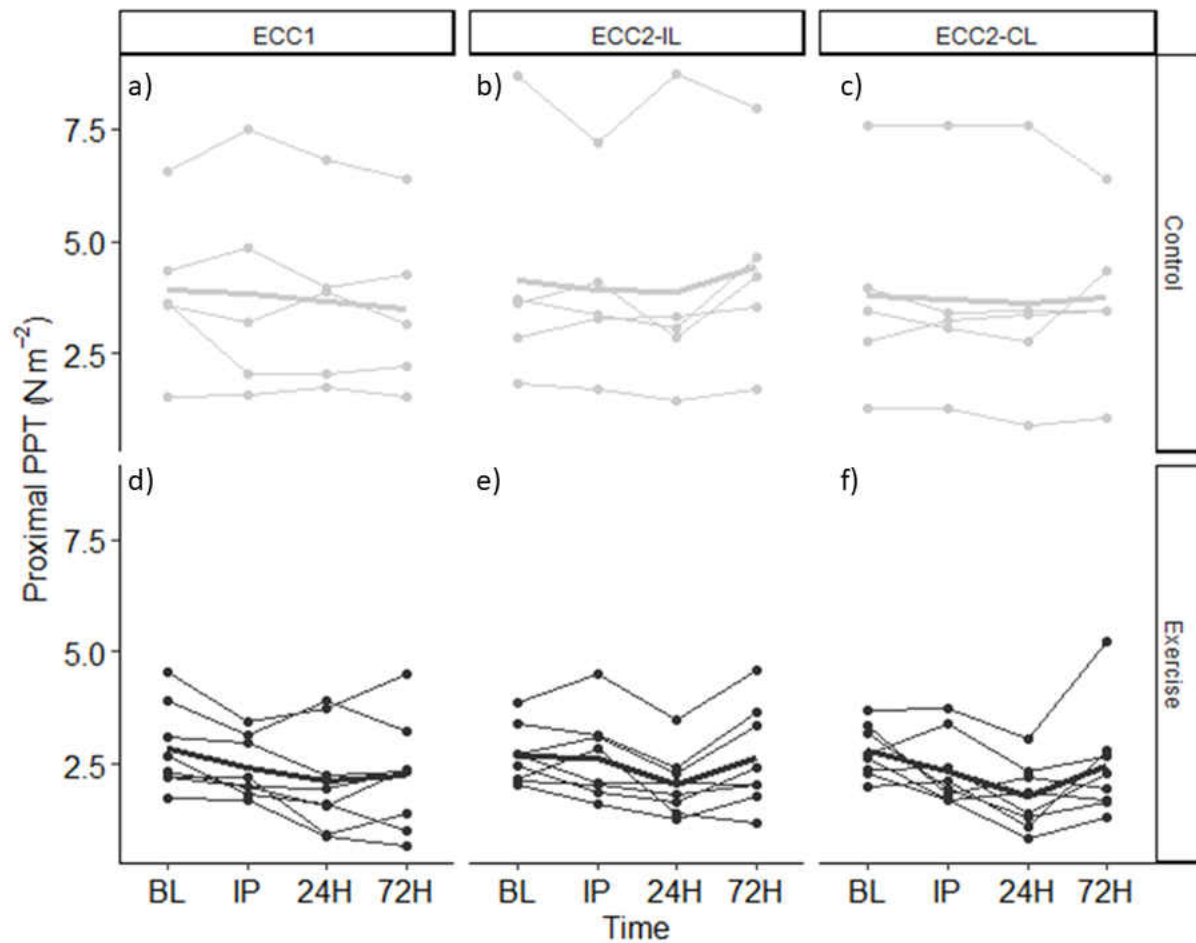 ECC1 ECC2-IL ECC2-CL
a) b) c)
7.5
5.0
2.5
Control
d) e) f)
7.5
5.0
2.5
Exercise
Proximal PPT (N m⁻²)
BL IP 24H 72H BL IP 24H 72H BL IP 24H 72H
Time